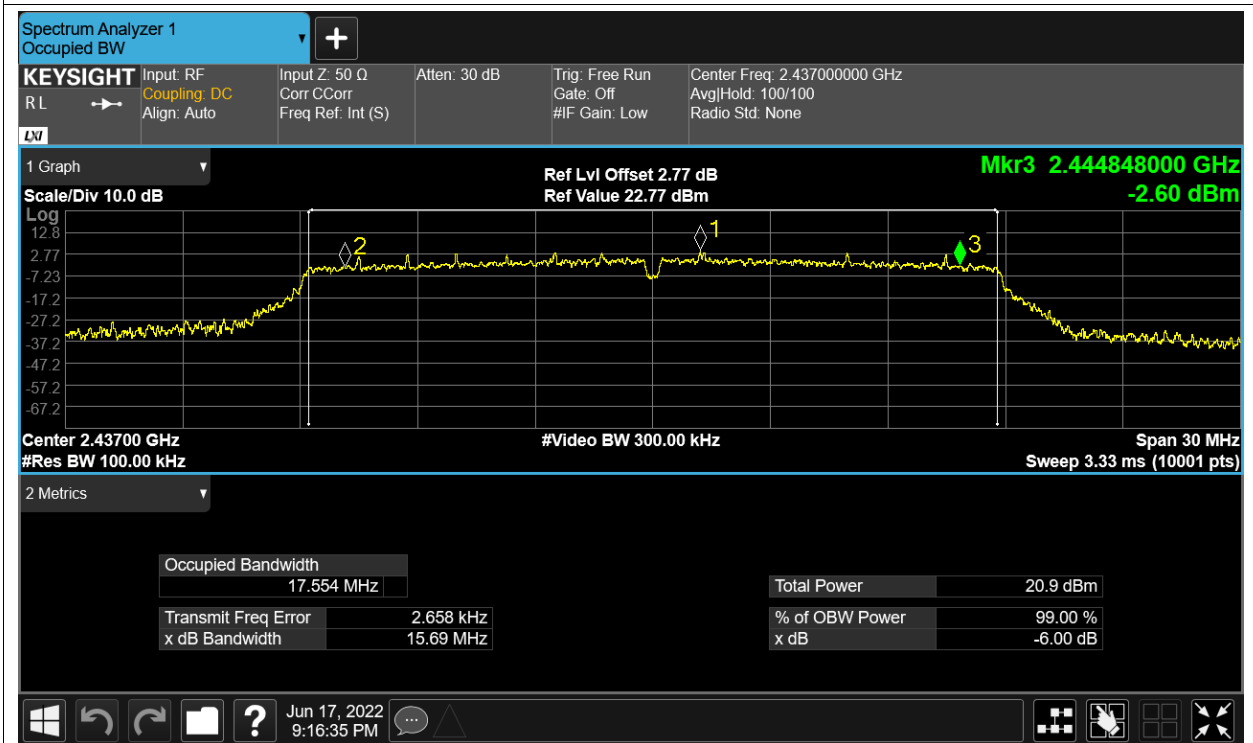 Spectrum Analyzer 1
Occupied BW
KEYSIGHT
Input: RF
Input Z: 50 Ω
Atten: 30 dB
Trig: Free Run
Center Freq: 2.437000000 GHz
RL
Coupling: DC
Corr CCorr
Gate: Off
Avg|Hold: 100/100
Align: Auto
Freq Ref: Int (S)
#IF Gain: Low
Radio Std: None
LXI
1 Graph
Ref Lvl Offset 2.77 dB
Mkr3 2.444848000 GHz
Scale/Div 10.0 dB
Ref Value 22.77 dBm
-2.60 dBm
Log
12.8
2.77
-7.23
-17.2
-27.2
-37.2
-47.2
-57.2
-67.2
2
1
3
Center 2.43700 GHz
#Video BW 300.00 kHz
Span 30 MHz
#Res BW 100.00 kHz
Sweep 3.33 ms (10001 pts)
2 Metrics
Occupied Bandwidth
17.554 MHz
Total Power 20.9 dBm
Transmit Freq Error 2.658 kHz
% of OBW Power 99.00 %
x dB Bandwidth 15.69 MHz
x dB -6.00 dB
?
Jun 17, 2022
9:16:35 PM